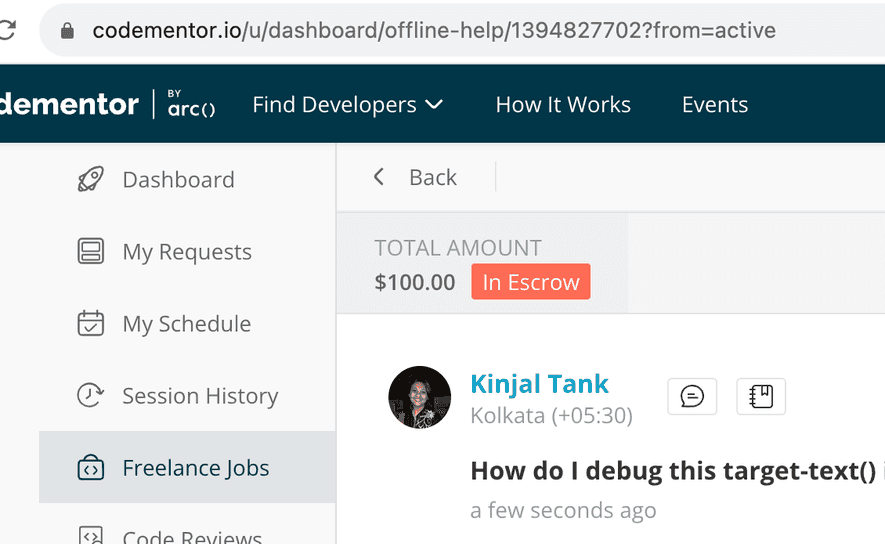 codementor.io/u/dashboard/offline-help/1394827702?from=active
dementor BY arc() Find Developers How It Works Events
Dashboard
My Requests
My Schedule
Session History
Freelance Jobs
Code Reviews
Back
TOTAL AMOUNT
$100.00 In Escrow
Kinjal Tank
Kolkata (+05:30)
How do I debug this target-text()
a few seconds ago